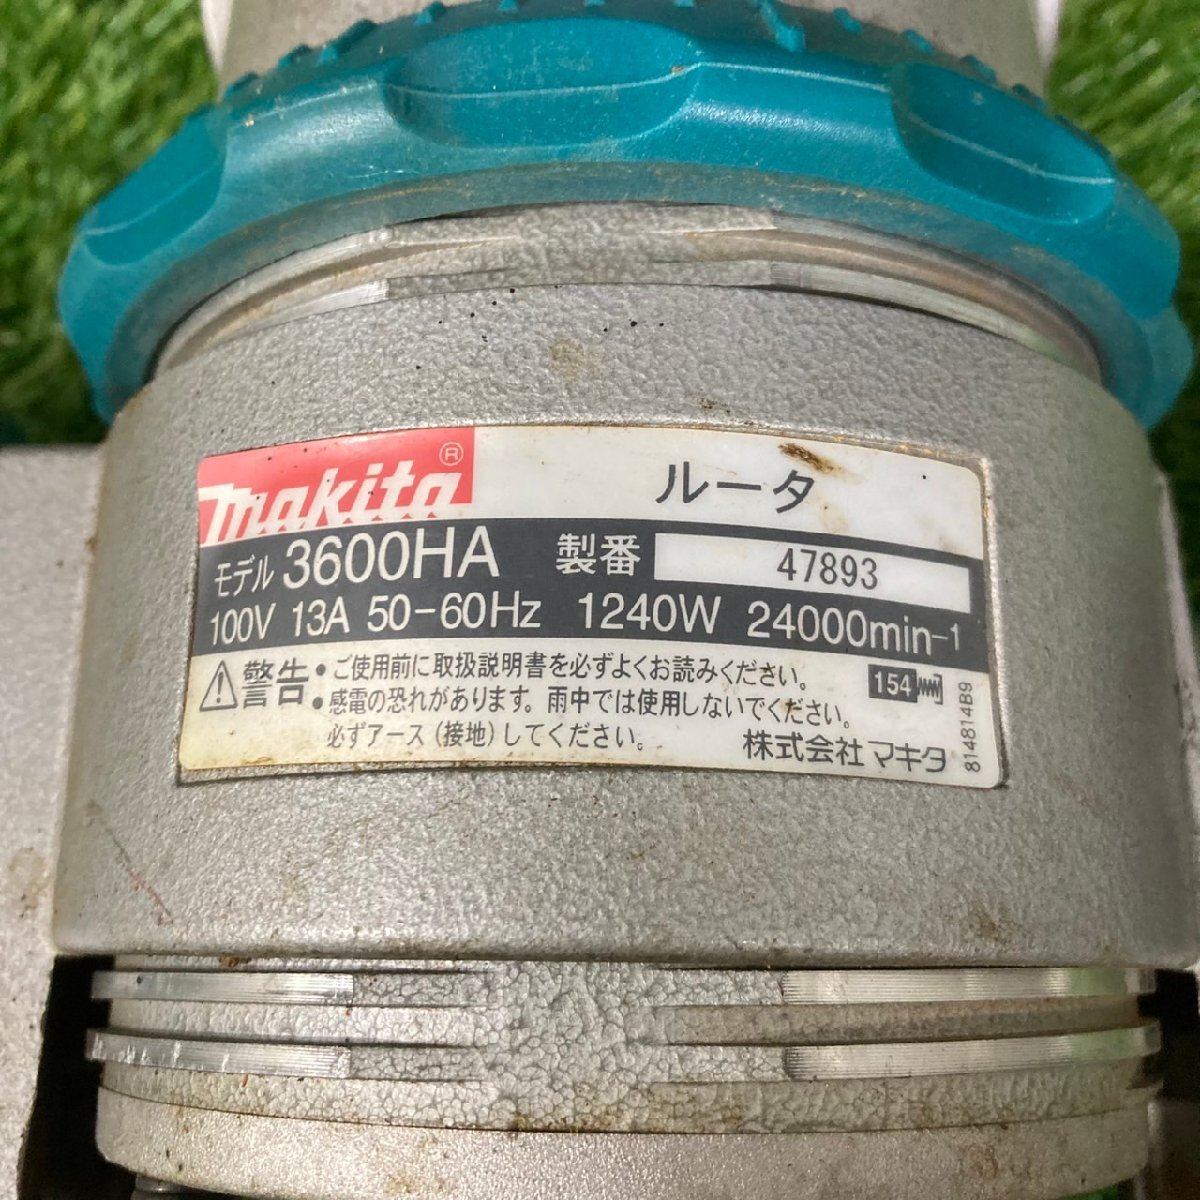 makita®
ルータ
モデル 3600HA 製番 47893
100V 13A 50-60Hz 1240W 24000min-1
警告 • ご使用前に取扱説明書を必ずよくお読みください。
• 感電の恐れがあります。雨中では使用しないでください。
必ずアース(接地)してください。
154
株式会社マキタ
814814B9